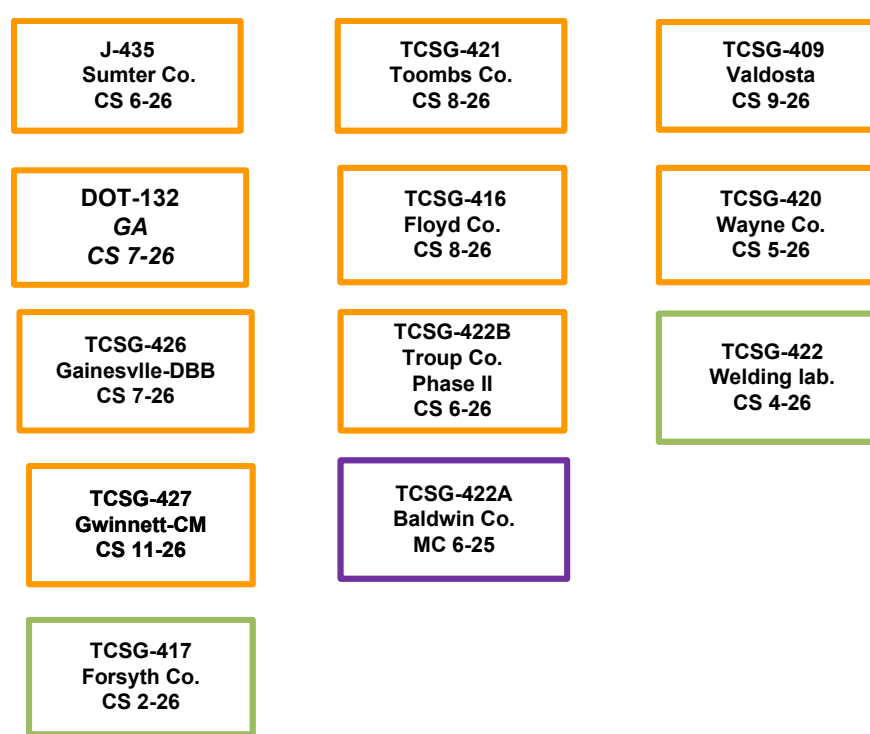 J-435
Sumter Co.
CS 6-26
TCSG-421
Toombs Co.
CS 8-26
TCSG-409
Valdosta
CS 9-26
DOT-132
GA
CS 7-26
TCSG-416
Floyd Co.
CS 8-26
TCSG-420
Wayne Co.
CS 5-26
TCSG-426
Gainesvlle-DBB
CS 7-26
TCSG-422B
Troup Co.
Phase II
CS 6-26
TCSG-422
Welding lab.
CS 4-26
TCSG-427
Gwinnett-CM
CS 11-26
TCSG-422A
Baldwin Co.
MC 6-25
TCSG-417
Forsyth Co.
CS 2-26